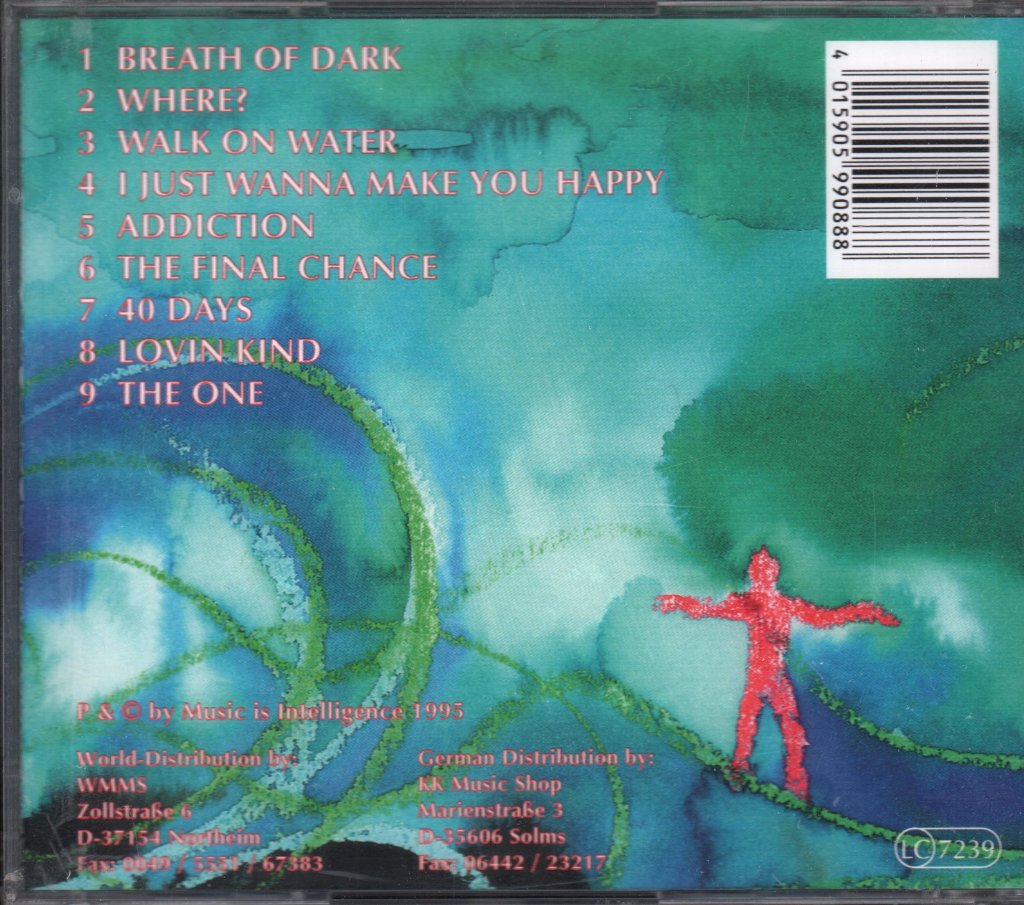 1 BREATH OF DARK
2 WHERE?
3 WALK ON WATER
4 I JUST WANNA MAKE YOU HAPPY
5 ADDICTION
6 THE FINAL CHANCE
7 40 DAYS
8 LOVIN KIND
9 THE ONE
4 015905 990888
P & © by Music is Intelligence 1995
World-Distribution by:
WMMS
Zollstraße 6
D-37154 Northeim
Fax: 0049 / 5551 / 67383
German Distribution by:
KK Music Shop
Marienstraße 3
D-35606 Solms
Fax: 06442 / 23217
LC 7239